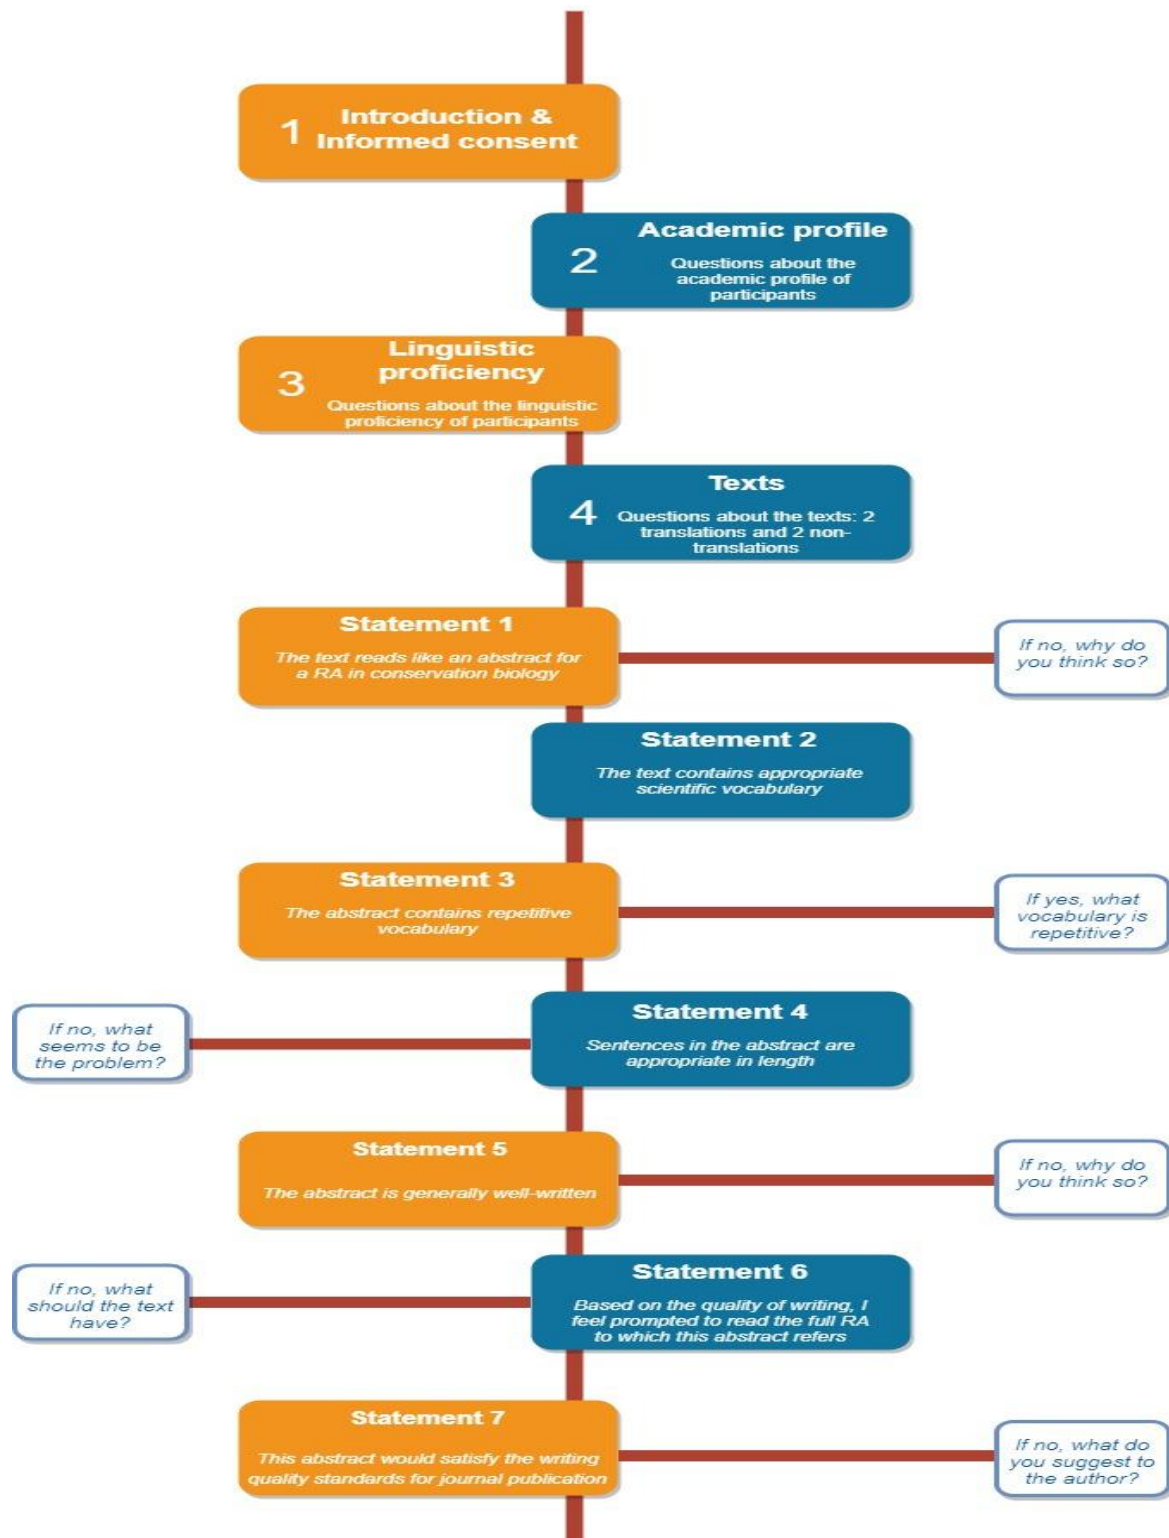 1
Introduction &
Informed consent
2
Academic profile
Questions about the
academic profile of
participants
3
Linguistic
proficiency
Questions about the linguistic
proficiency of participants
4
Texts
Questions about the texts: 2
translations and 2 non-
translations
Statement 1
The text reads like an abstract for
a RA in conservation biology
If no, why do
you think so?
Statement 2
The text contains appropriate
scientific vocabulary
Statement 3
The abstract contains repetitive
vocabulary
If yes, what
vocabulary is
repetitive?
If no, what
seems to be
the problem?
Statement 4
Sentences in the abstract are
appropriate in length
Statement 5
The abstract is generally well-written
If no, why do
you think so?
If no, what
should the text
have?
Statement 6
Based on the quality of writing, I
feel prompted to read the full RA
to which this abstract refers
Statement 7
This abstract would satisfy the writing
quality standards for journal publication
If no, what do
you suggest to
the author?